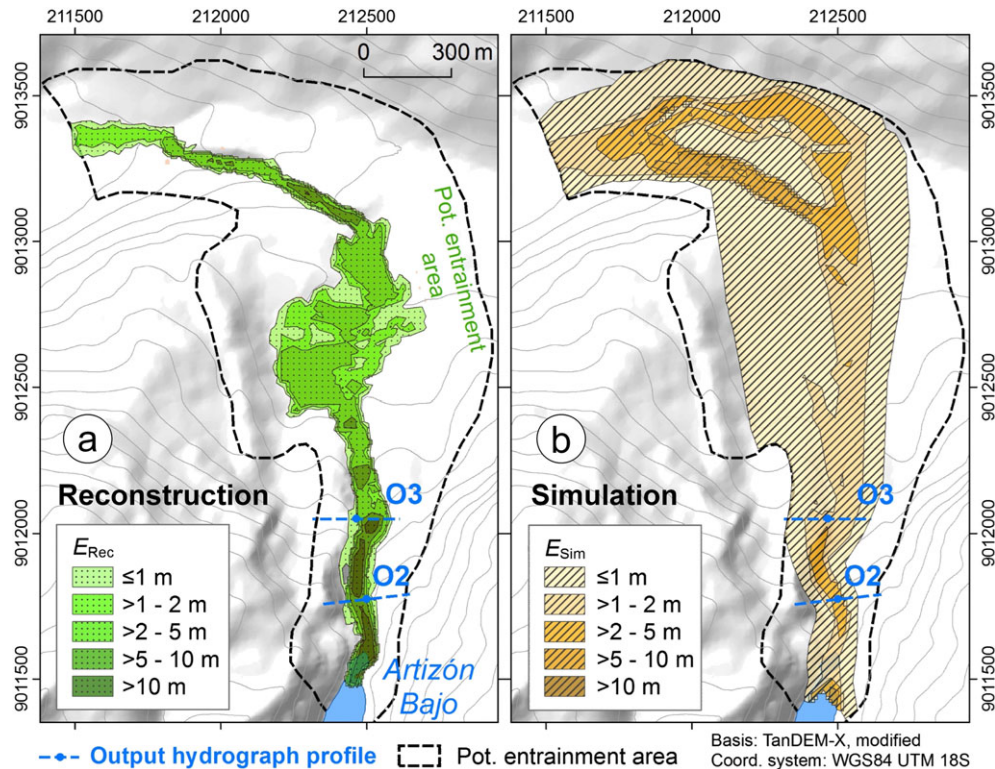 211500 212000 212500 211500 212000 212500
0 300 m
9013500
9013000
9012500
9012000
9011500
Pot. entrainment
area
a
Reconstruction
E_Rec
≤1 m
>1 - 2 m
>2 - 5 m
>5 - 10 m
>10 m
O3
O2
Artizón
Bajo
b
Simulation
E_Sim
≤1 m
>1 - 2 m
>2 - 5 m
>5 - 10 m
>10 m
O3
O2
9013500
9013000
9012500
9012000
9011500
Output hydrograph profile Pot. entrainment area
Basis: TanDEM-X, modified
Coord. system: WGS84 UTM 18S